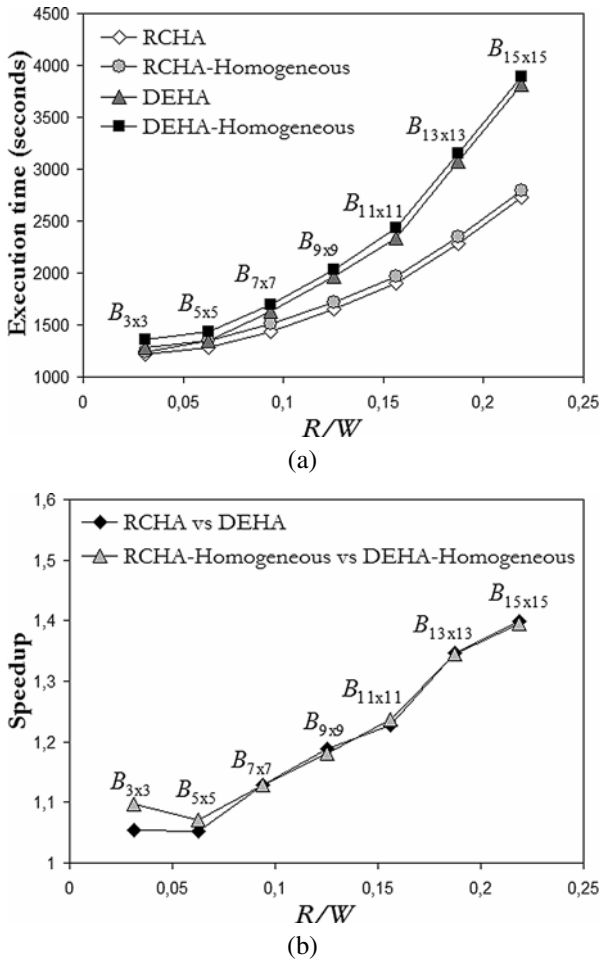 4500
4000
3500
3000
2500
2000
1500
1000
Execution time (seconds)
RCHA
RCHA-Homogeneous
DEHA
DEHA-Homogeneous
B3x3
B5x5
B7x7
B9x9
B11x11
B13x13
B15x15
0 0,05 0,1 0,15 0,2 0,25
R/W
(a)
1,6
1,5
1,4
1,3
1,2
1,1
1
Speedup
RCHA vs DEHA
RCHA-Homogeneous vs DEHA-Homogeneous
B3x3
B5x5
B7x7
B9x9
B11x11
B13x13
B15x15
0 0,05 0,1 0,15 0,2 0,25
R/W
(b)